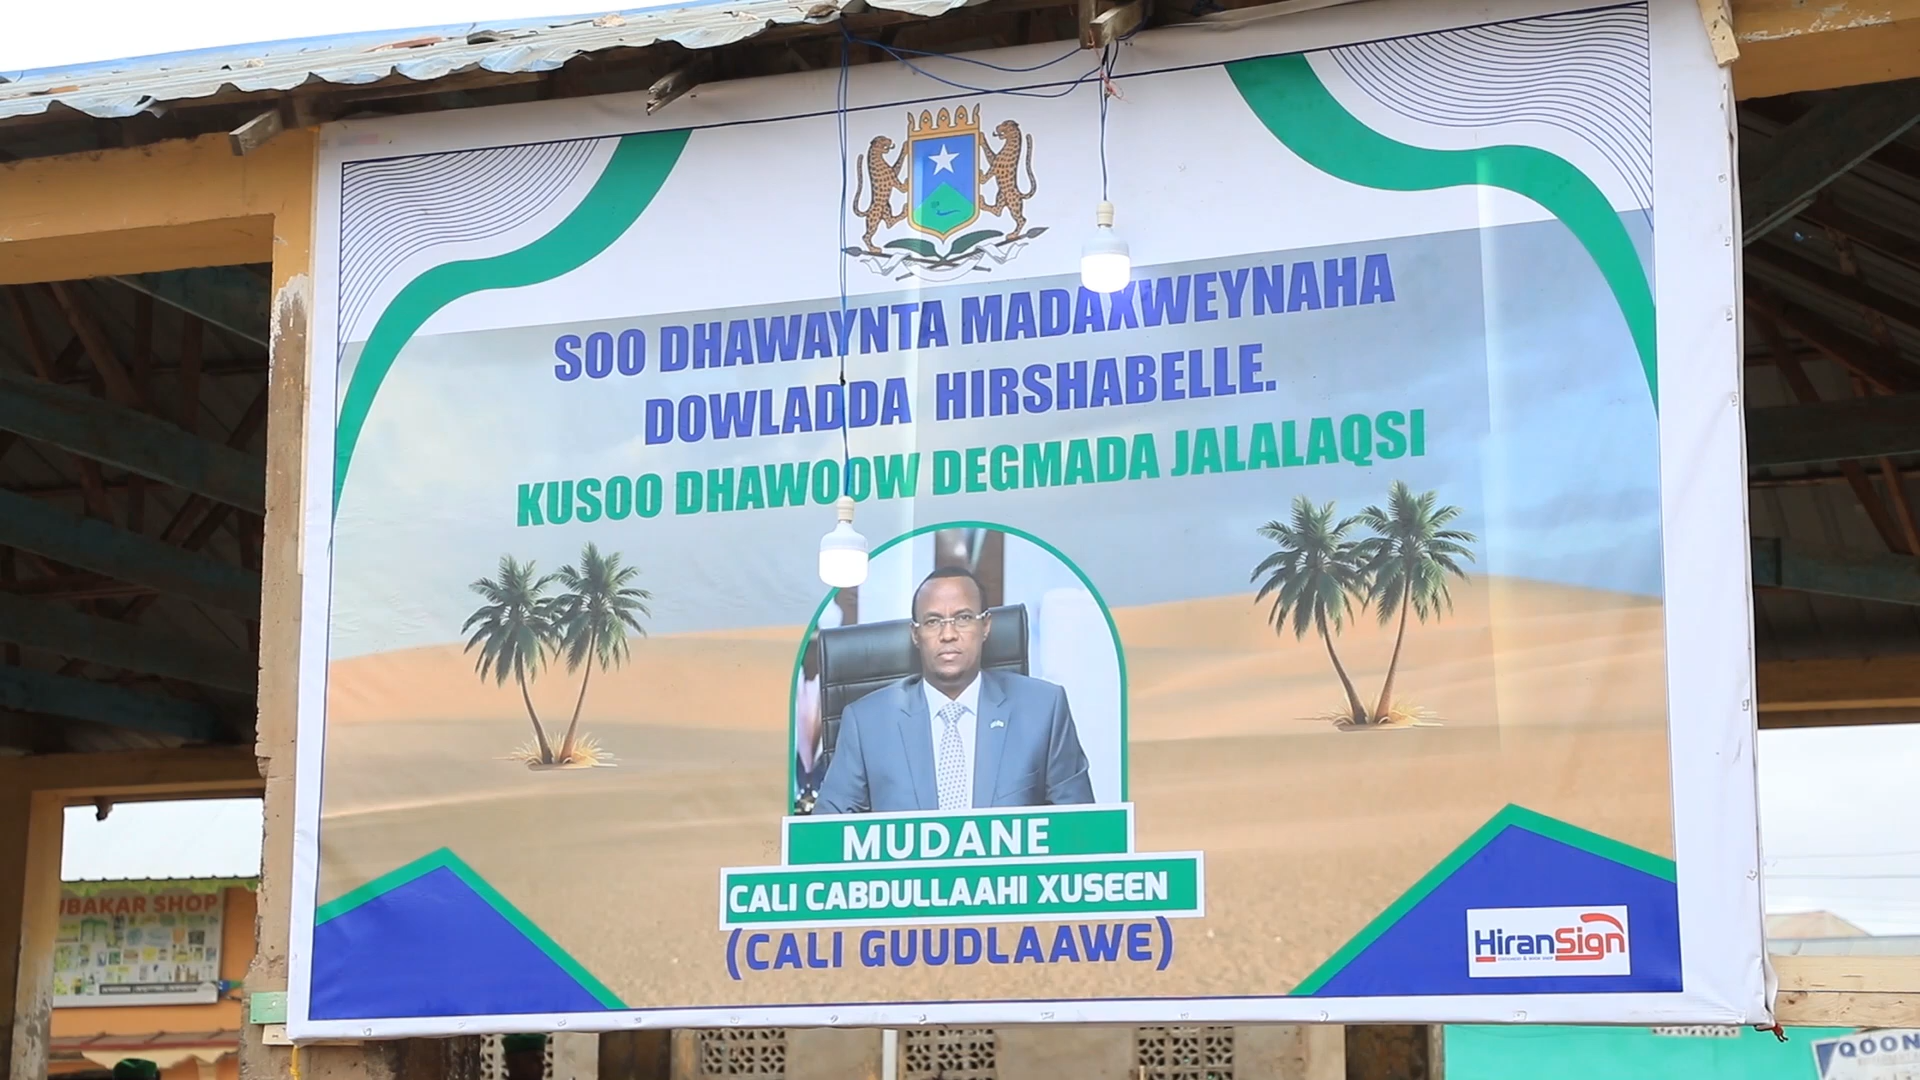 SOO DHAWAYNTA MADAXWEYNAHA
DOWLADDA HIRSHABELLE.
KUSOO DHAWOOW DEGMADA JALALAQSI
MUDANE
CALI CABDULLAAHI XUSEEN
(CALI GUUDLAAWE)
HiranSign
UBAKAR SHOP
QOON